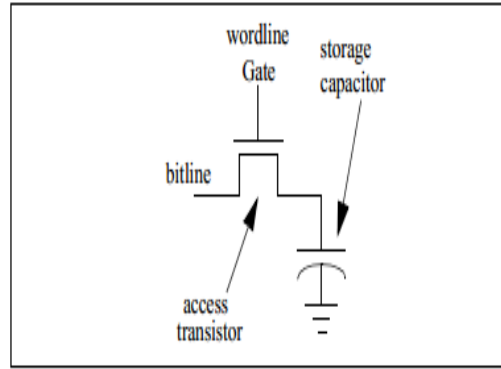 wordline
Gate
storage
capacitor
bitline
access
transistor